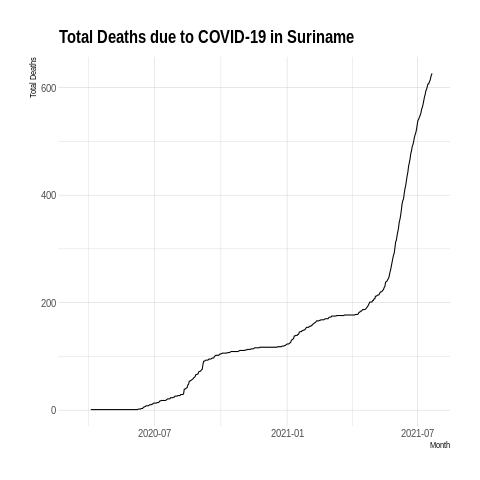 Total Deaths due to COVID-19 in Suriname
Total Deaths
600
400
200
0
2020-07
2021-01
2021-07
Month